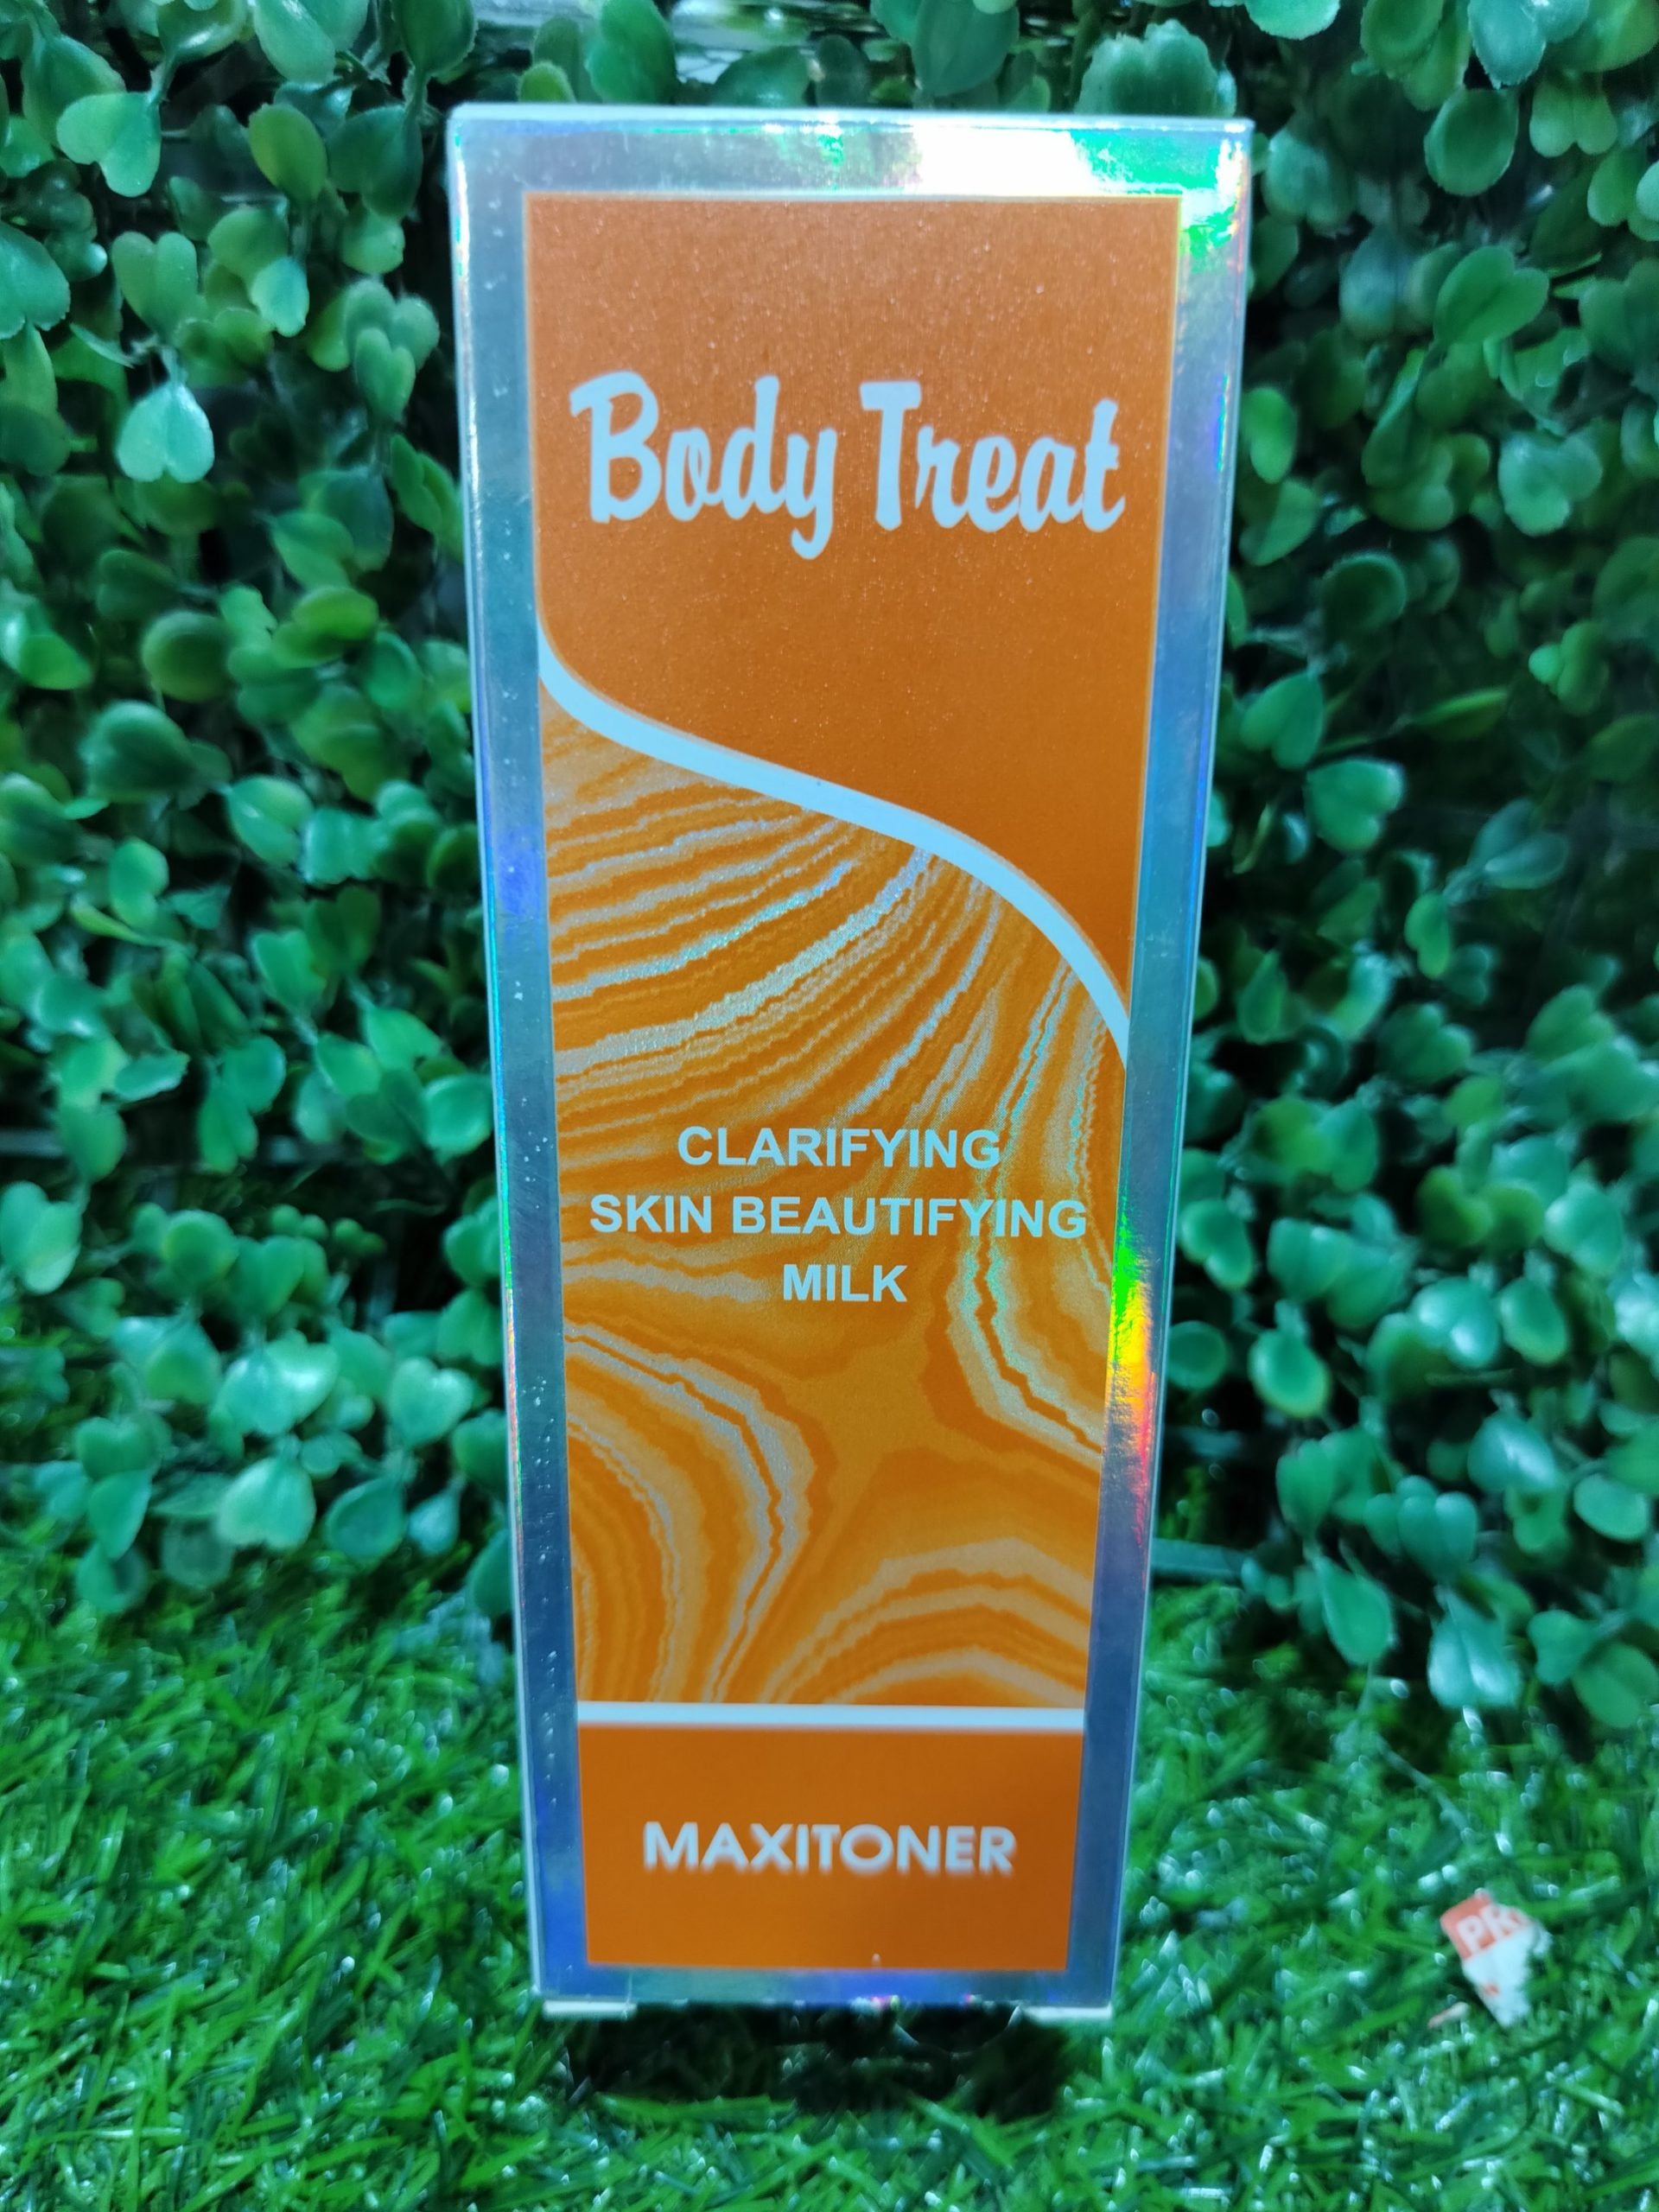 Body Treat
CLARIFYING
SKIN BEAUTIFYING
MILK
MAXITONER